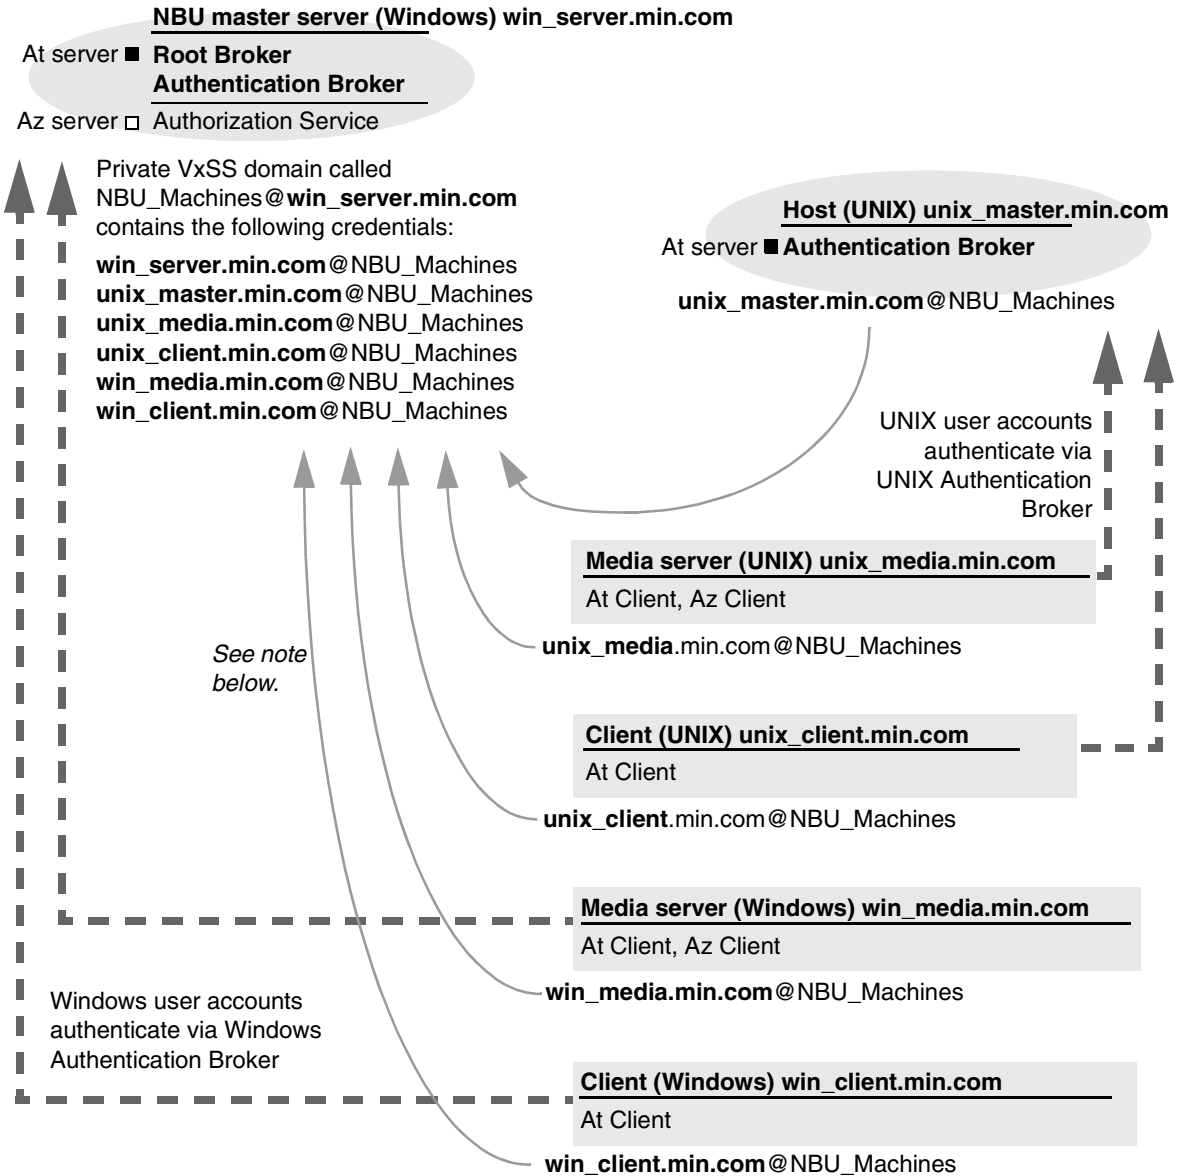 NBU master server (Windows) win_server.min.com
At server Root Broker
Authentication Broker
Az server Authorization Service
Private VxSS domain called
NBU_Machines@win_server.min.com
contains the following credentials:
win_server.min.com@NBU_Machines
unix_master.min.com@NBU_Machines
unix_media.min.com@NBU_Machines
unix_client.min.com@NBU_Machines
win_media.min.com@NBU_Machines
win_client.min.com@NBU_Machines
Host (UNIX) unix_master.min.com
At server Authentication Broker
unix_master.min.com@NBU_Machines
UNIX user accounts
authenticate via
UNIX Authentication
Broker
Media server (UNIX) unix_media.min.com
At Client, Az Client
unix_media.min.com@NBU_Machines
See note
below.
Client (UNIX) unix_client.min.com
At Client
unix_client.min.com@NBU_Machines
Media server (Windows) win_media.min.com
At Client, Az Client
win_media.min.com@NBU_Machines
Windows user accounts
authenticate via Windows
Authentication Broker
Client (Windows) win_client.min.com
At Client
win_client.min.com@NBU_Machines